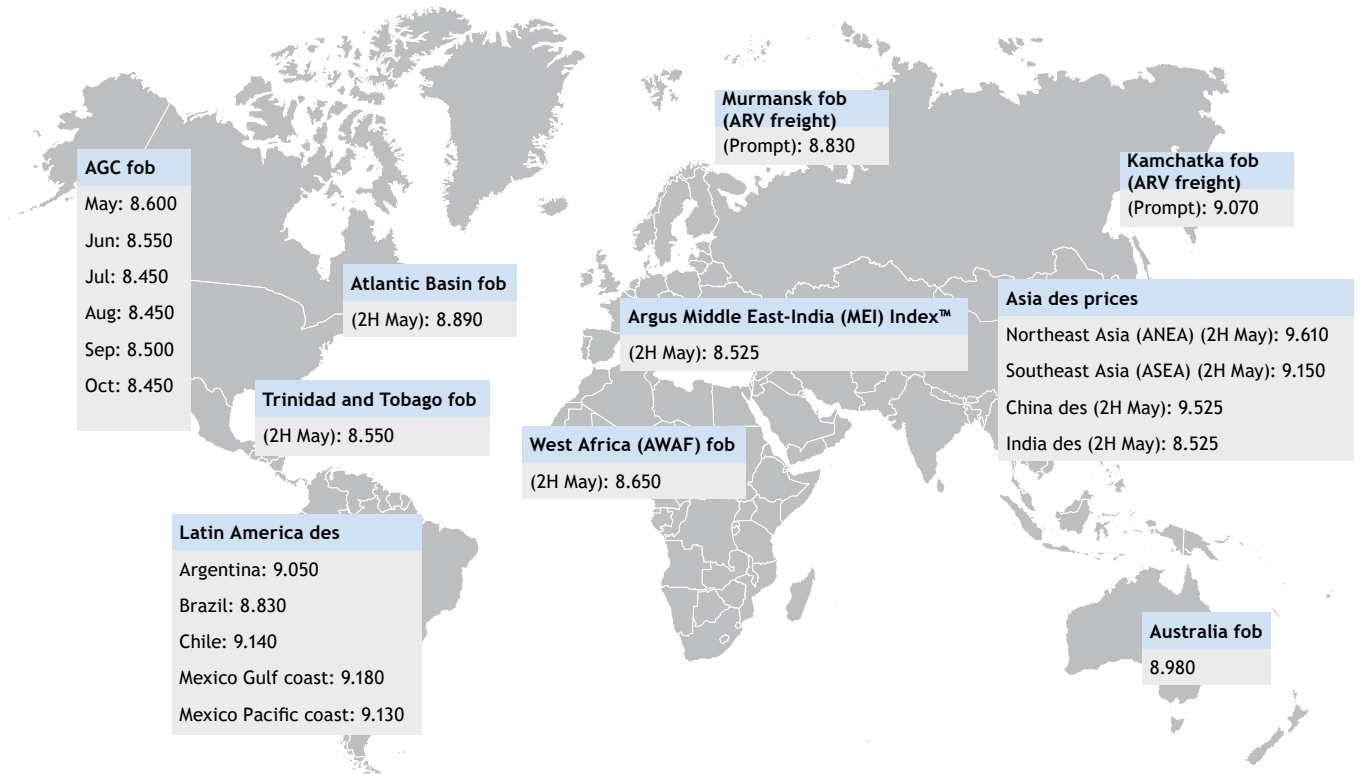 Murmansk fob
(ARV freight)
(Prompt): 8.830
Kamchatka fob
(ARV freight)
(Prompt): 9.070
AGC fob
May: 8.600
Jun: 8.550
Jul: 8.450
Aug: 8.450
Sep: 8.500
Oct: 8.450
Atlantic Basin fob
(2H May): 8.890
Argus Middle East-India (MEI) Index™
(2H May): 8.525
Asia des prices
Northeast Asia (ANEA) (2H May): 9.610
Southeast Asia (ASEA) (2H May): 9.150
China des (2H May): 9.525
India des (2H May): 8.525
Trinidad and Tobago fob
(2H May): 8.550
West Africa (AWAF) fob
(2H May): 8.650
Latin America des
Argentina: 9.050
Brazil: 8.830
Chile: 9.140
Mexico Gulf coast: 9.180
Mexico Pacific coast: 9.130
Australia fob
8.980